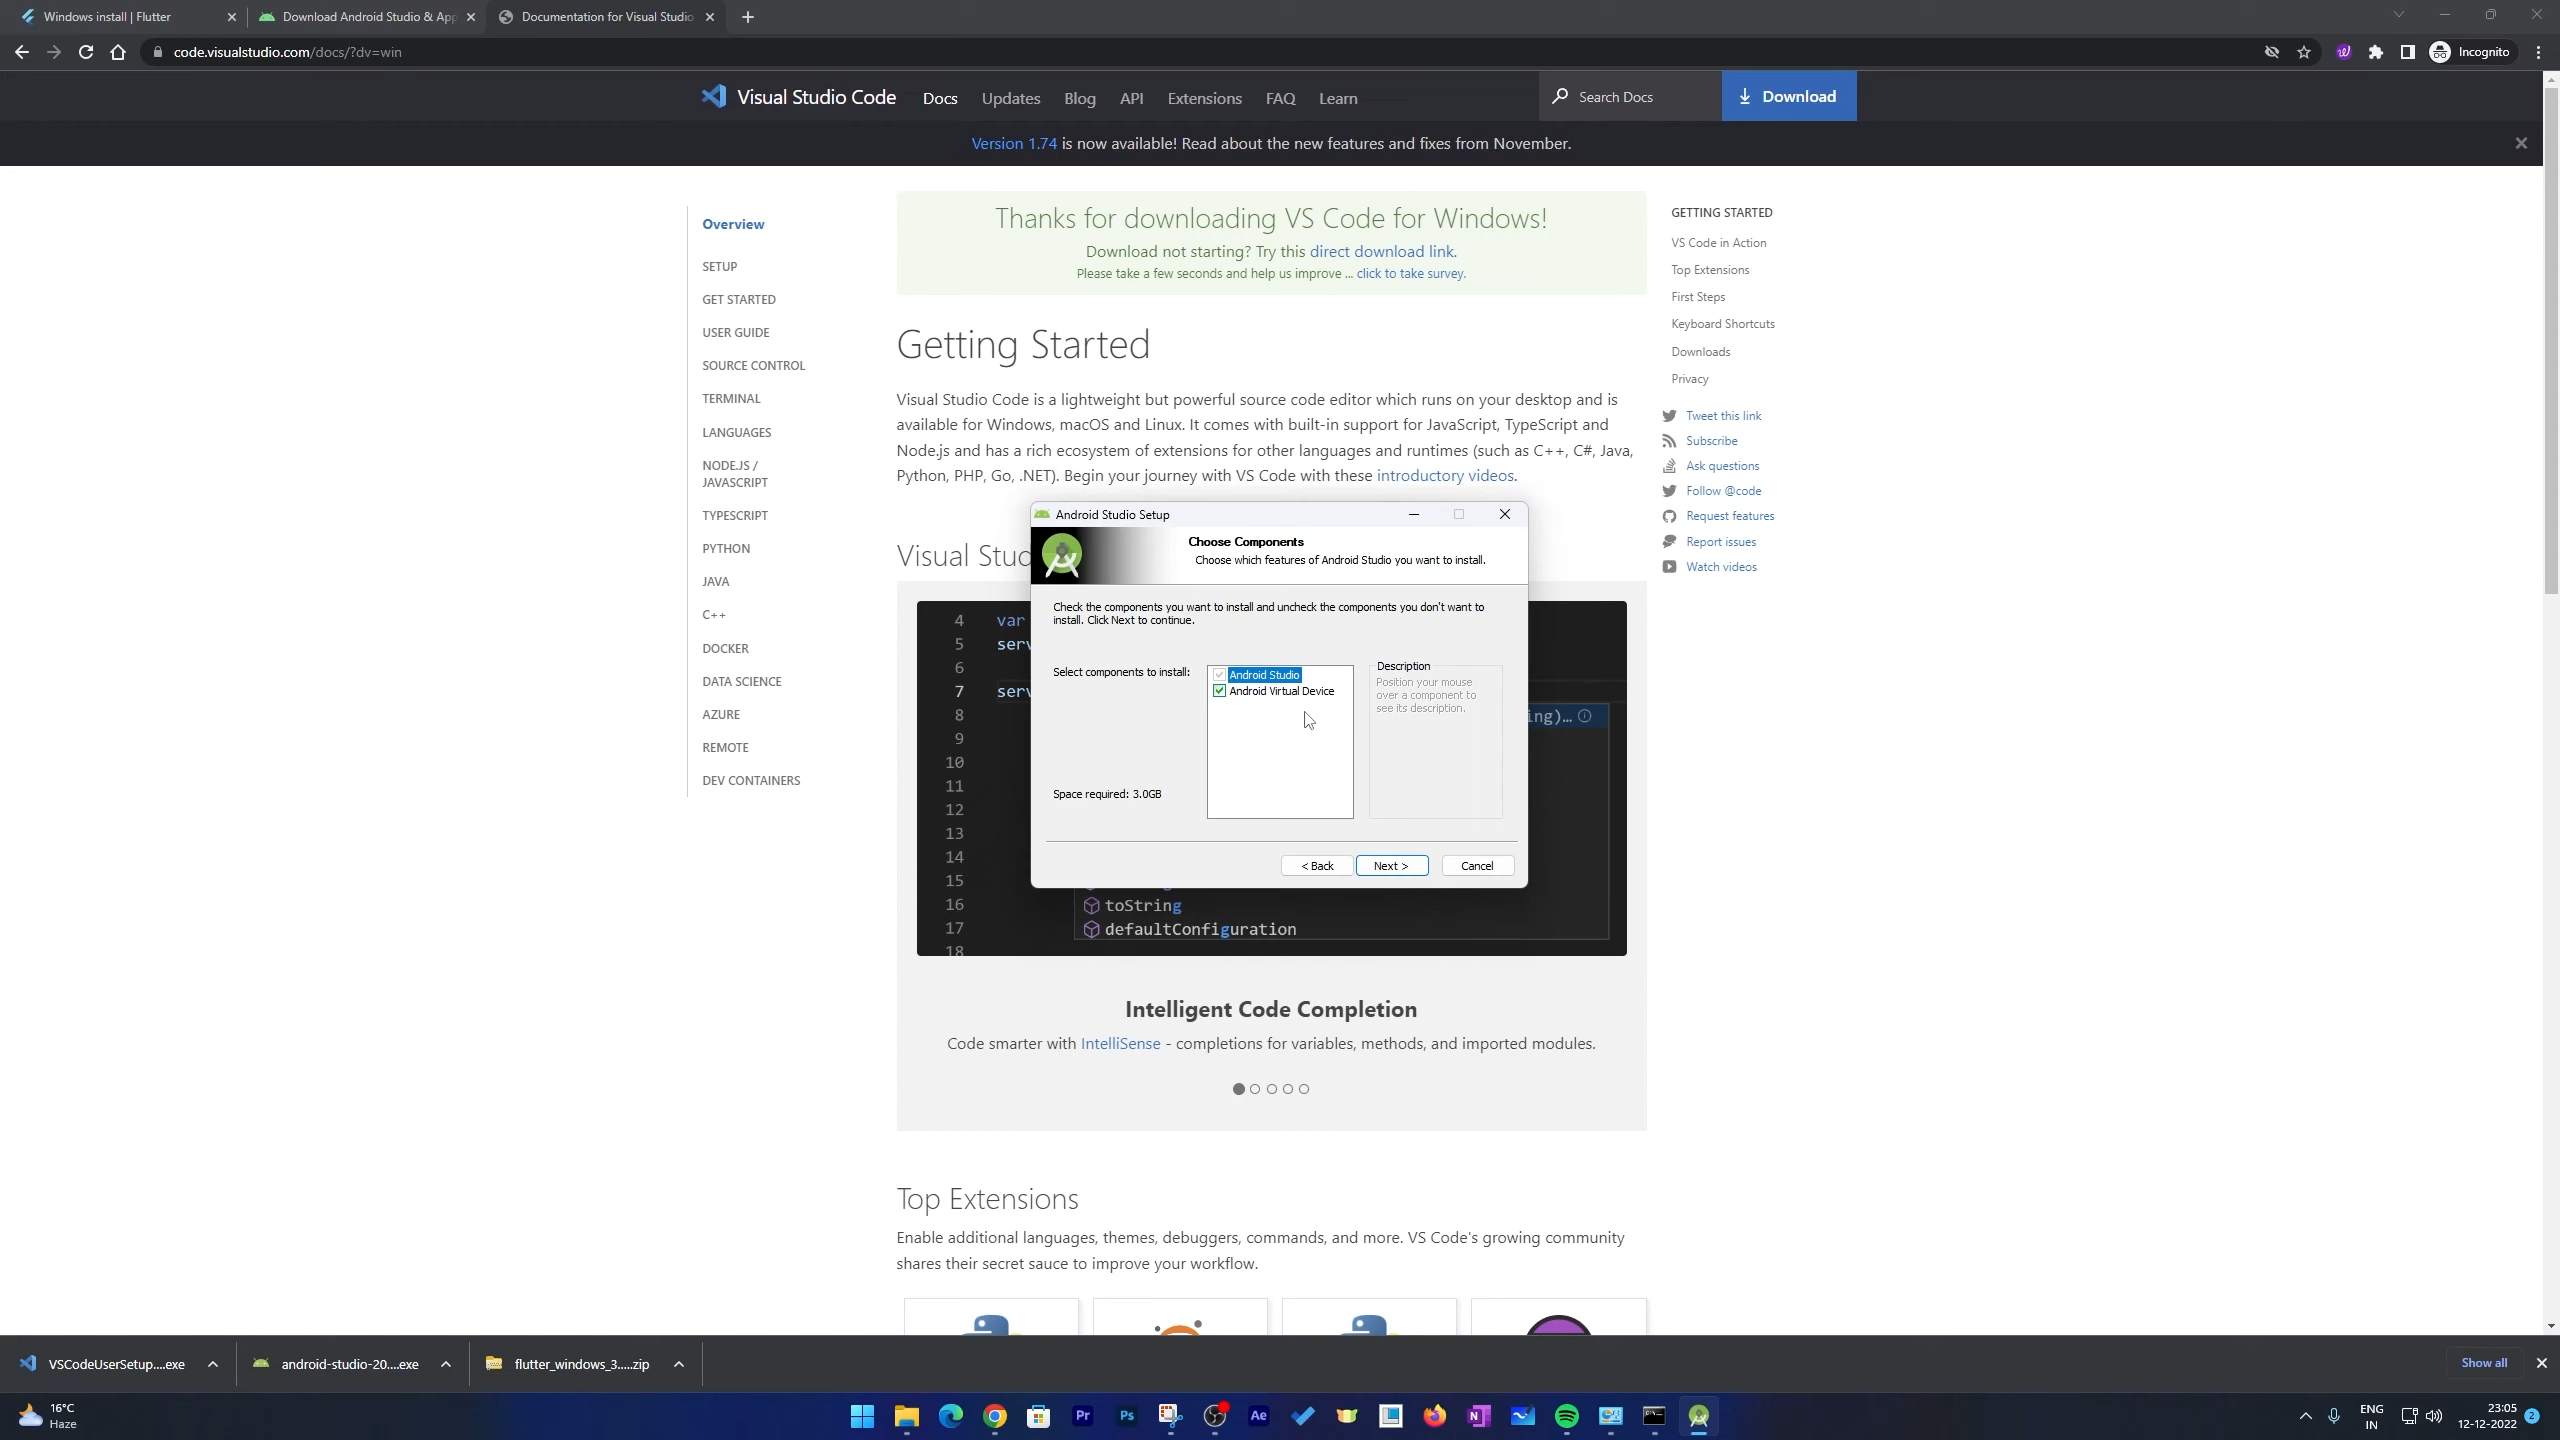 Windows install | Flutter
Download Android Studio & App
Documentation for Visual Studio
code.visualstudio.com/docs/?dv=win
Incognito
Visual Studio Code
Docs
Updates
Blog
API
Extensions
FAQ
Learn
Search Docs
Download
Version 1.74 is now available! Read about the new features and fixes from November.
Overview
SETUP
GET STARTED
USER GUIDE
SOURCE CONTROL
TERMINAL
LANGUAGES
NODE.JS /
JAVASCRIPT
TYPESCRIPT
PYTHON
JAVA
C++
DOCKER
DATA SCIENCE
AZURE
REMOTE
DEV CONTAINERS
Thanks for downloading VS Code for Windows!
Download not starting? Try this direct download link.
Please take a few seconds and help us improve ... click to take survey.
Getting Started
Visual Studio Code is a lightweight but powerful source code editor which runs on your desktop and is
available for Windows, macOS and Linux. It comes with built-in support for JavaScript, TypeScript and
Node.js and has a rich ecosystem of extensions for other languages and runtimes (such as C++, C#, Java,
Python, PHP, Go, .NET). Begin your journey with VS Code with these introductory videos.
Visual Stud
4 var
5 serv
6
7 serv
8 ing)…
9
10
11
12
13
14
15
16 toString
17 defaultConfiguration
18
Android Studio Setup
Choose Components
Choose which features of Android Studio you want to install.
Check the components you want to install and uncheck the components you don't want to
install. Click Next to continue.
Select components to install:
Android Studio
Android Virtual Device
Description
Position your mouse
over a component to
see its description.
Space required: 3.0GB
< Back
Next >
Cancel
Intelligent Code Completion
Code smarter with IntelliSense - completions for variables, methods, and imported modules.
Top Extensions
Enable additional languages, themes, debuggers, commands, and more. VS Code's growing community
shares their secret sauce to improve your workflow.
GETTING STARTED
VS Code in Action
Top Extensions
First Steps
Keyboard Shortcuts
Downloads
Privacy
Tweet this link
Subscribe
Ask questions
Follow @code
Request features
Report issues
Watch videos
VSCodeUserSetup....exe
android-studio-20....exe
flutter_windows_3.....zip
Show all
16°C
Haze
Pr
Ps
Ae
N
ENG
IN
23:05
12-12-2022
2